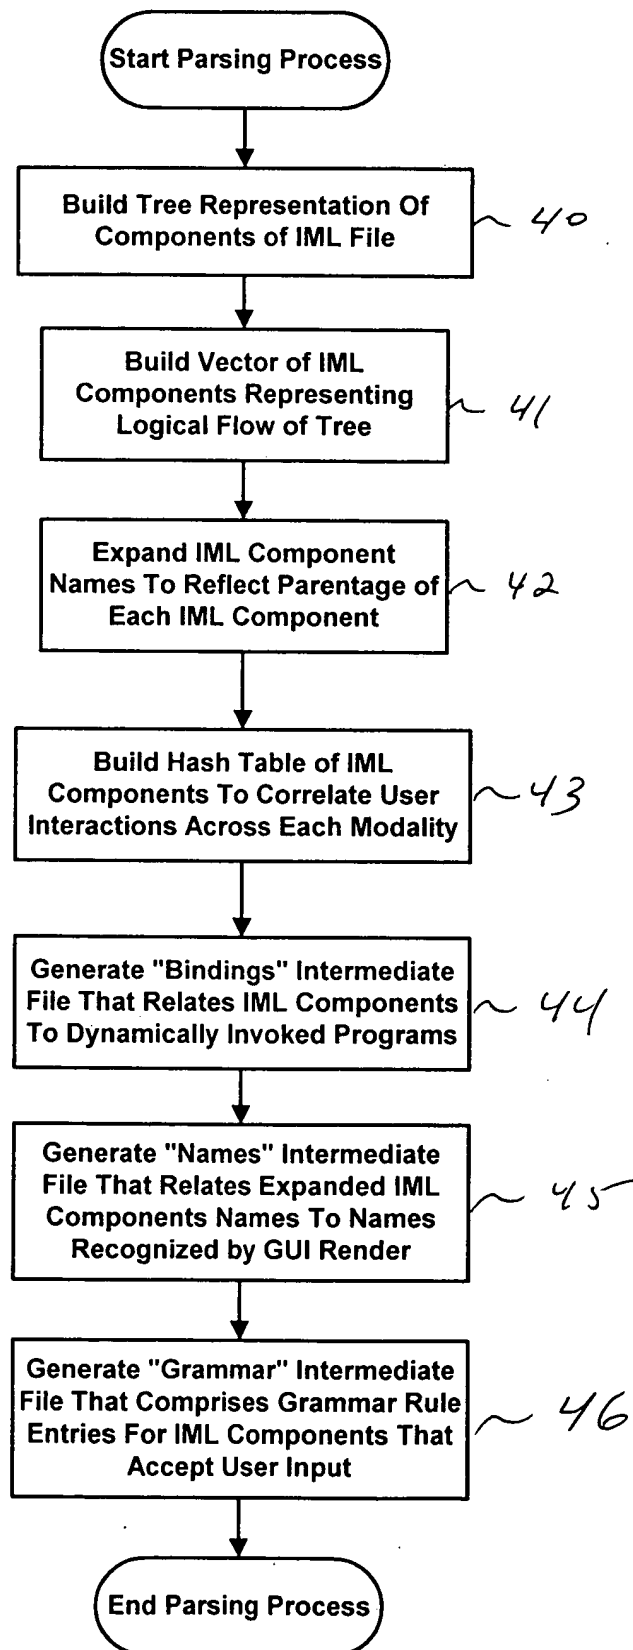 Start Parsing Process
Build Tree Representation Of
Components of IML File
40
Build Vector of IML
Components Representing
Logical Flow of Tree
41
Expand IML Component
Names To Reflect Parentage of
Each IML Component
42
Build Hash Table of IML
Components To Correlate User
Interactions Across Each Modality
43
Generate "Bindings" Intermediate
File That Relates IML Components
To Dynamically Invoked Programs
44
Generate "Names" Intermediate
File That Relates Expanded IML
Components Names To Names
Recognized by GUI Render
45
Generate "Grammar" Intermediate
File That Comprises Grammar Rule
Entries For IML Components That
Accept User Input
46
End Parsing Process